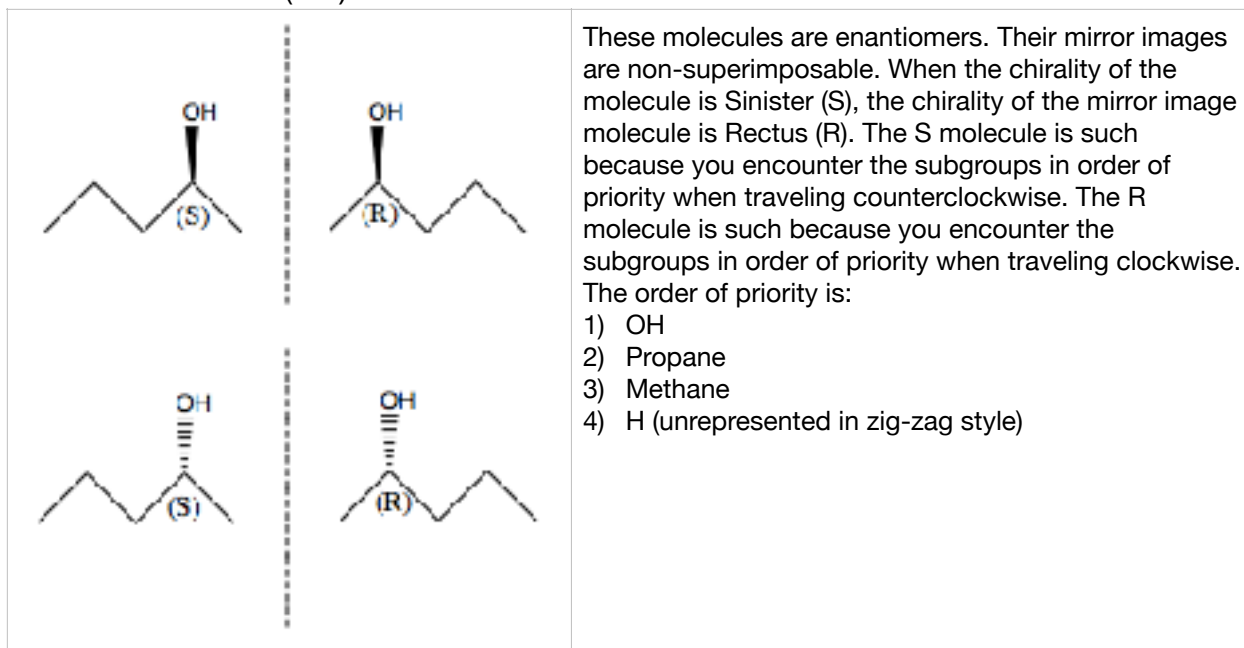 OH
OH
(S)
(R)
OH
OH
(S)
(R)
These molecules are enantiomers. Their mirror images
are non-superimposable. When the chirality of the
molecule is Sinister (S), the chirality of the mirror image
molecule is Rectus (R). The S molecule is such
because you encounter the subgroups in order of
priority when traveling counterclockwise. The R
molecule is such because you encounter the
subgroups in order of priority when traveling clockwise.
The order of priority is:
1) OH
2) Propane
3) Methane
4) H (unrepresented in zig-zag style)